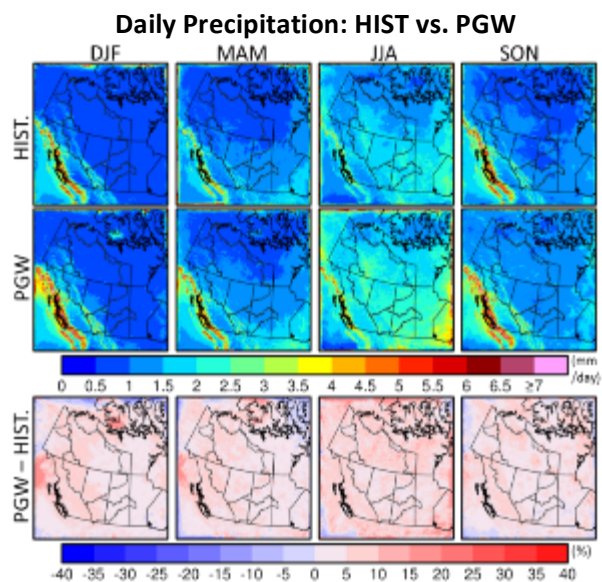 Daily Precipitation: HIST vs. PGW
DJF MAM JJA SON
HIST.
PGW
0 0.5 1 1.5 2 2.5 3 3.5 4 4.5 5 5.5 6 6.5 ≥7 (mm
/day)
PGW – HIST.
-40 -35 -30 -25 -20 -15 -10 -5 0 5 10 15 20 25 30 35 40 (%)